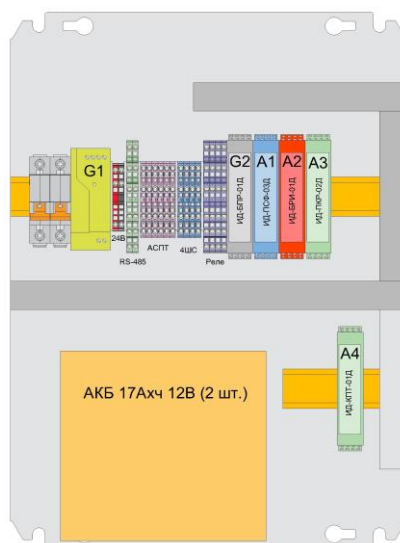 G1
24В
RS-485
АСПТ
4ШС
Реле
G2
ИД-БПР-01Д
A1
ИД-ПСФ-03Д
A2
ИД-БРИ-01Д
A3
ИД-ПКР-02Д
A4
ИД-КПТ-01Д
АКБ 17Ахч 12В (2 шт.)